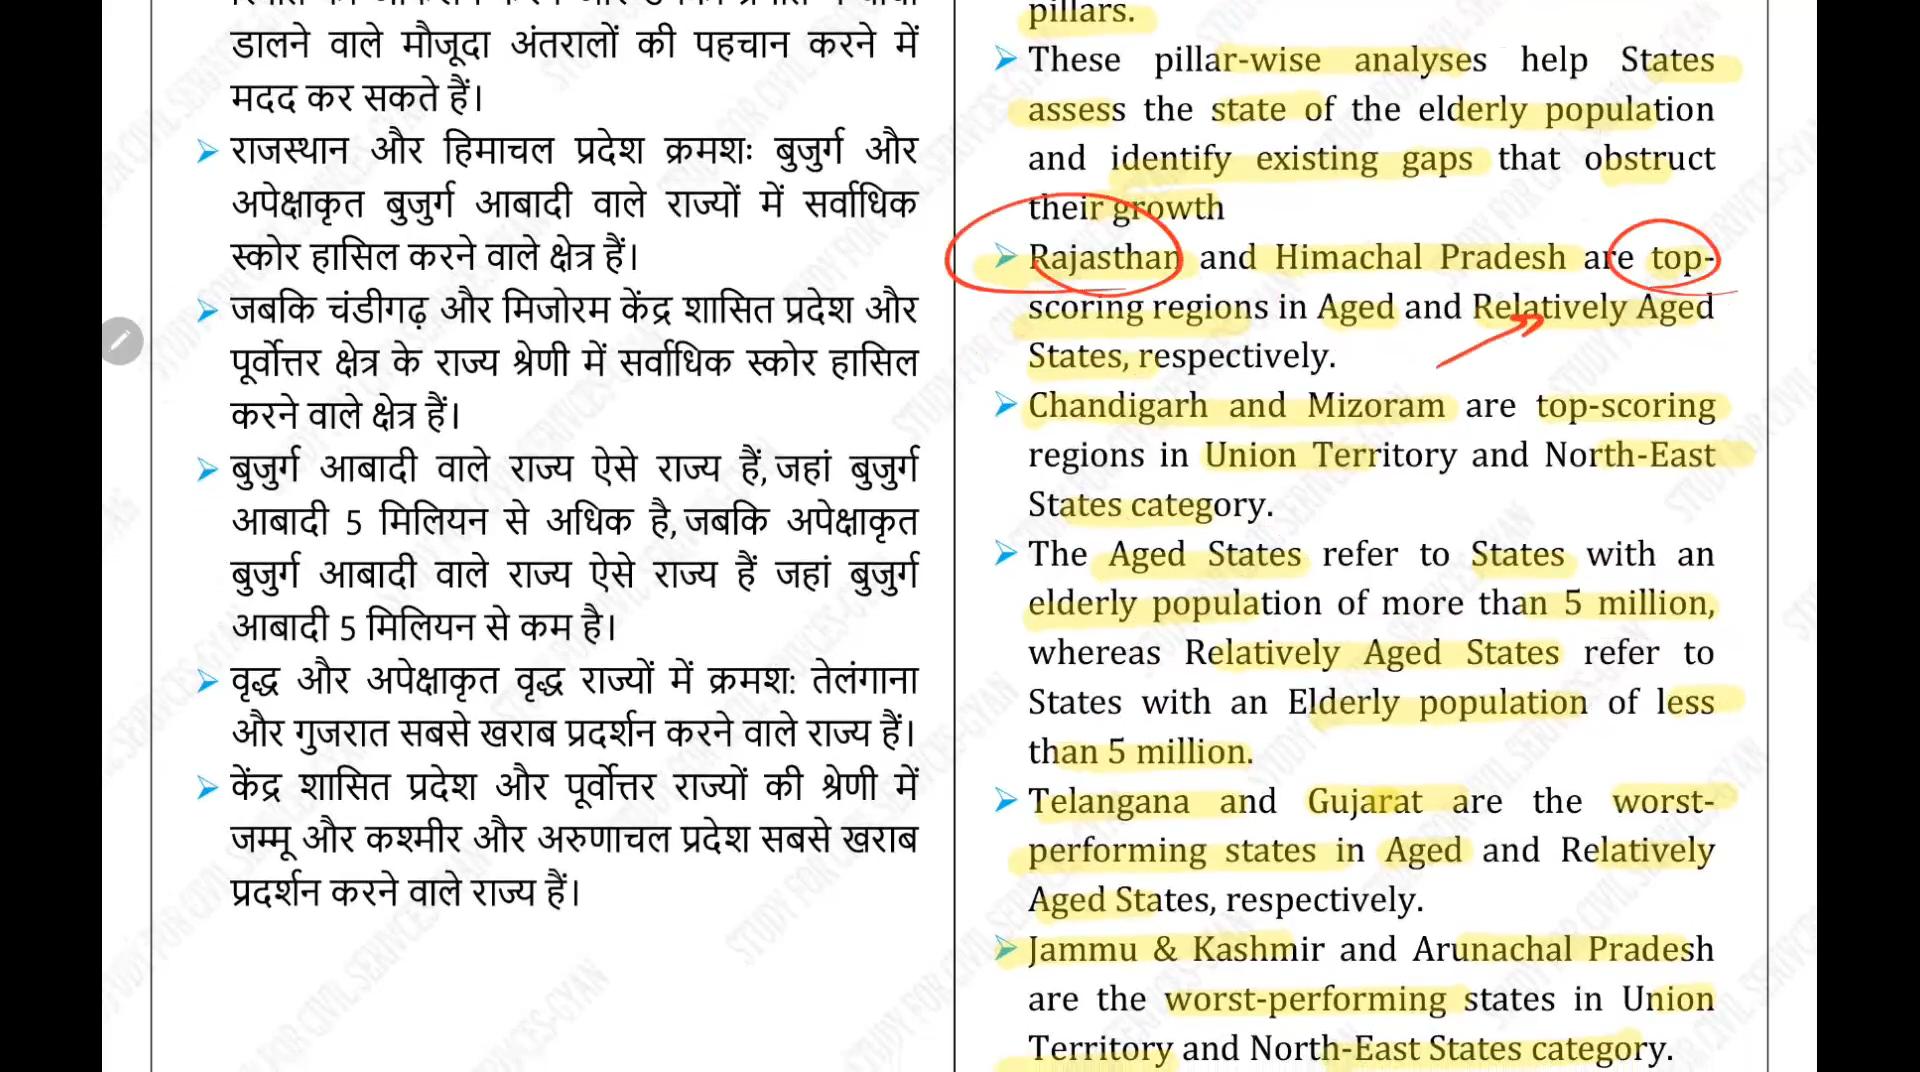 डालने वाले मौजूदा अंतरालों की पहचान करने में
मदद कर सकते हैं।
राजस्थान और हिमाचल प्रदेश क्रमशः बुजुर्ग और
अपेक्षाकृत बुजुर्ग आबादी वाले राज्यों में सर्वाधिक
स्कोर हासिल करने वाले क्षेत्र हैं।
जबकि चंडीगढ़ और मिजोरम केंद्र शासित प्रदेश और
पूर्वोत्तर क्षेत्र के राज्य श्रेणी में सर्वाधिक स्कोर हासिल
करने वाले क्षेत्र हैं।
बुजुर्ग आबादी वाले राज्य ऐसे राज्य हैं, जहां बुजुर्ग
आबादी 5 मिलियन से अधिक है, जबकि अपेक्षाकृत
बुजुर्ग आबादी वाले राज्य ऐसे राज्य हैं जहां बुजुर्ग
आबादी 5 मिलियन से कम है।
वृद्ध और अपेक्षाकृत वृद्ध राज्यों में क्रमश: तेलंगाना
और गुजरात सबसे खराब प्रदर्शन करने वाले राज्य हैं।
केंद्र शासित प्रदेश और पूर्वोत्तर राज्यों की श्रेणी में
जम्मू और कश्मीर और अरुणाचल प्रदेश सबसे खराब
प्रदर्शन करने वाले राज्य हैं।
pillars.
These pillar-wise analyses help States
assess the state of the elderly population
and identify existing gaps that obstruct
their growth
Rajasthan and Himachal Pradesh are top-
scoring regions in Aged and Relatively Aged
States, respectively.
Chandigarh and Mizoram are top-scoring
regions in Union Territory and North-East
States category.
The Aged States refer to States with an
elderly population of more than 5 million,
whereas Relatively Aged States refer to
States with an Elderly population of less
than 5 million.
Telangana and Gujarat are the worst-
performing states in Aged and Relatively
Aged States, respectively.
Jammu & Kashmir and Arunachal Pradesh
are the worst-performing states in Union
Territory and North-East States category.